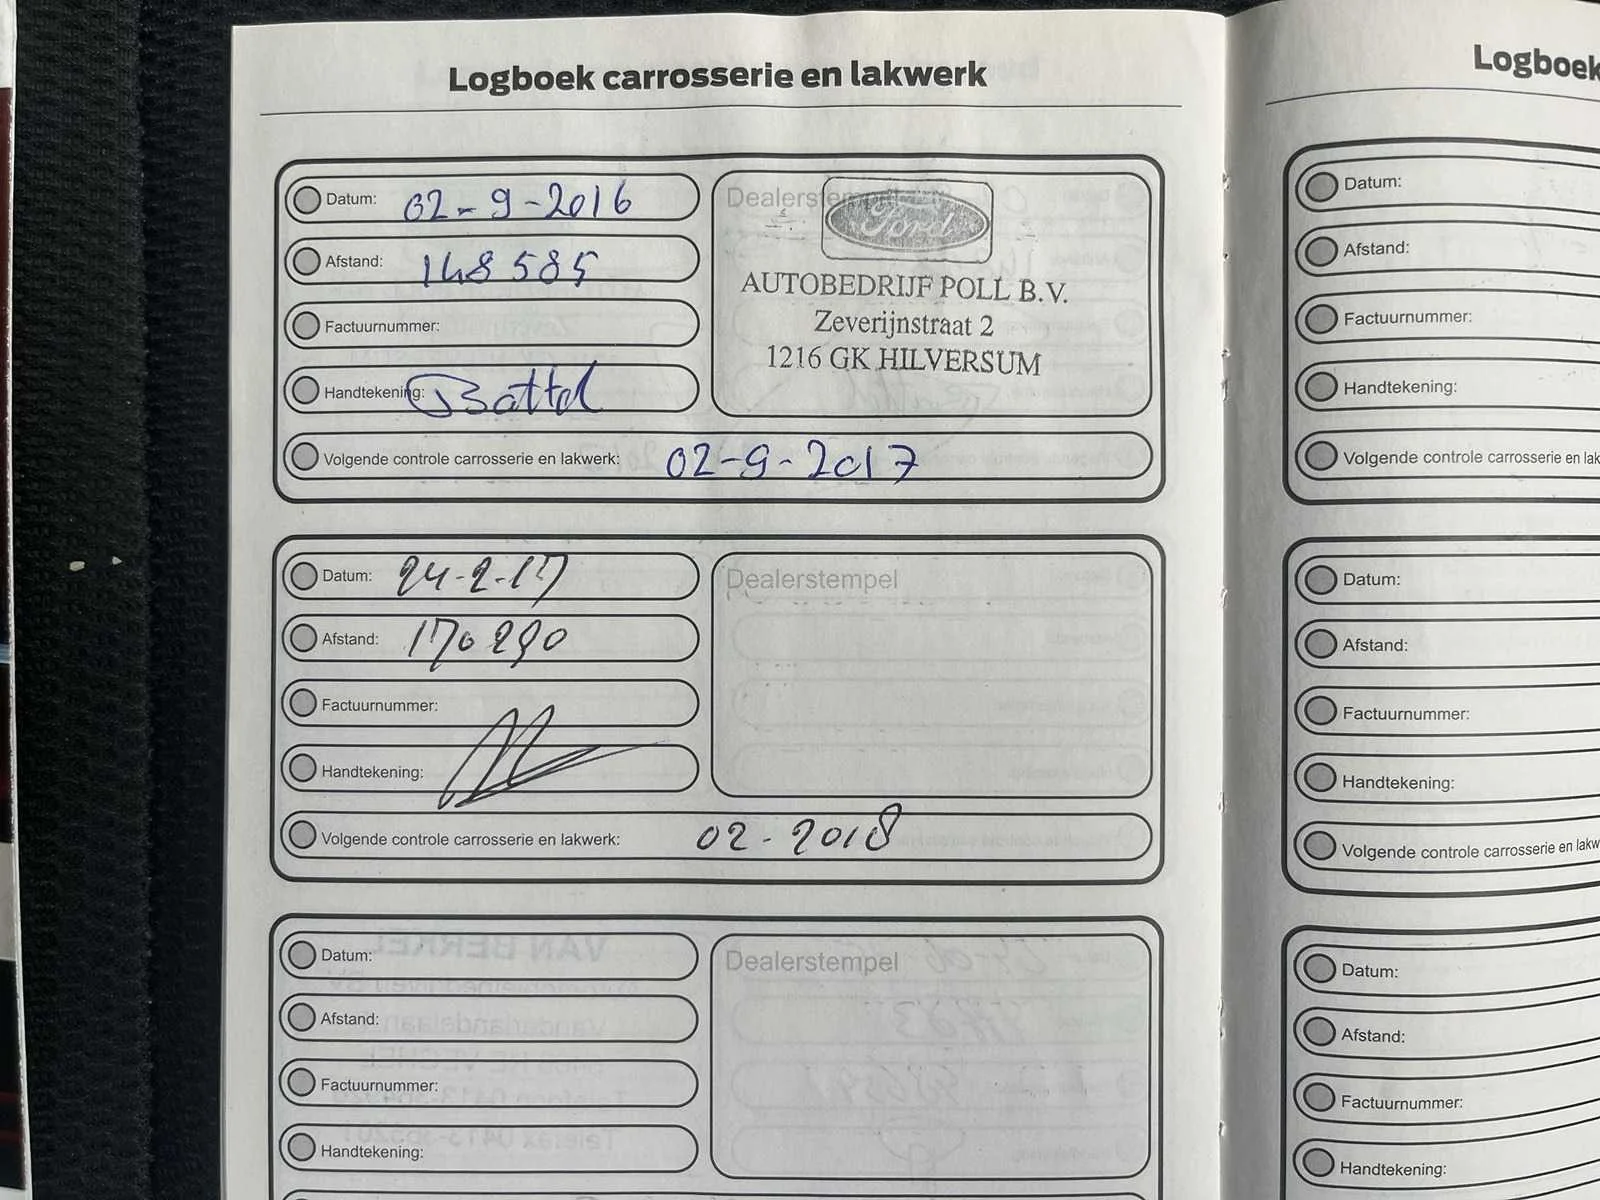 Logboek carrosserie en lakwerk
Datum: 02-9-2016
Afstand: 148 585
Factuurnummer:
Handtekening: Battel
Volgende controle carrosserie en lakwerk: 02-9-2017
Dealerstempel
Ford
AUTOBEDRIJF POLL B.V.
Zeverijnstraat 2
1216 GK HILVERSUM
Datum: 24-2-17
Afstand: 170290
Factuurnummer:
Handtekening:
Volgende controle carrosserie en lakwerk: 02-2018
Dealerstempel
Datum:
Afstand:
Factuurnummer:
Handtekening:
Dealerstempel
Logboek
Datum:
Afstand:
Factuurnummer:
Handtekening:
Volgende controle carrosserie en lak
Datum:
Afstand:
Factuurnummer:
Handtekening:
Volgende controle carrosserie en lakw
Datum:
Afstand:
Factuurnummer:
Handtekening: